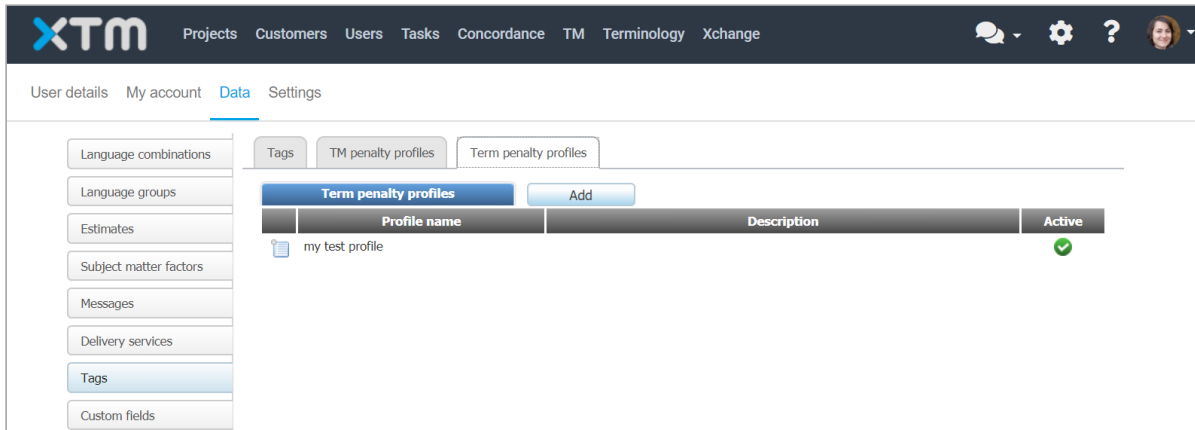 XTM Projects Customers Users Tasks Concordance TM Terminology Xchange ?
User details My account Data Settings
Language combinations
Language groups
Estimates
Subject matter factors
Messages
Delivery services
Tags
Custom fields
Tags TM penalty profiles Term penalty profiles
Term penalty profiles Add
Profile name Description Active
my test profile